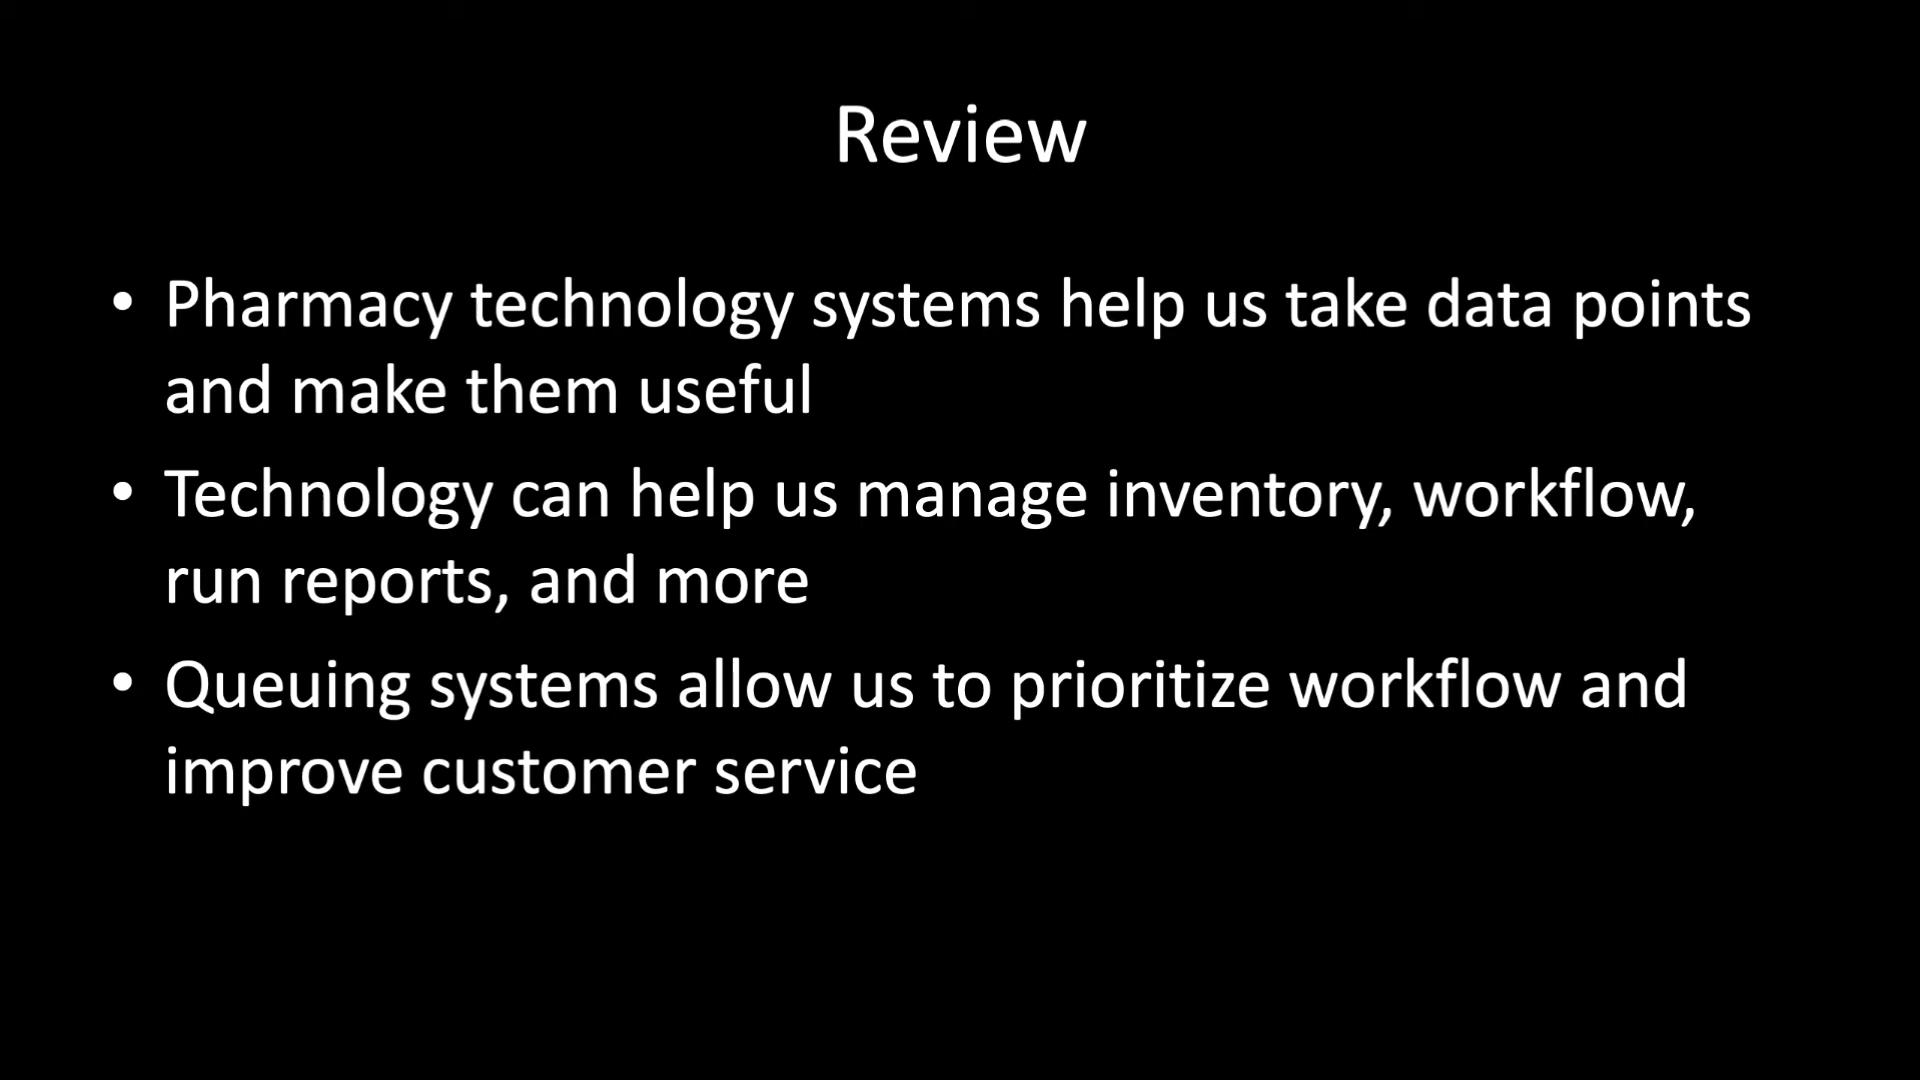 Review
• Pharmacy technology systems help us take data points
and make them useful
• Technology can help us manage inventory, workflow,
run reports, and more
• Queuing systems allow us to prioritize workflow and
improve customer service